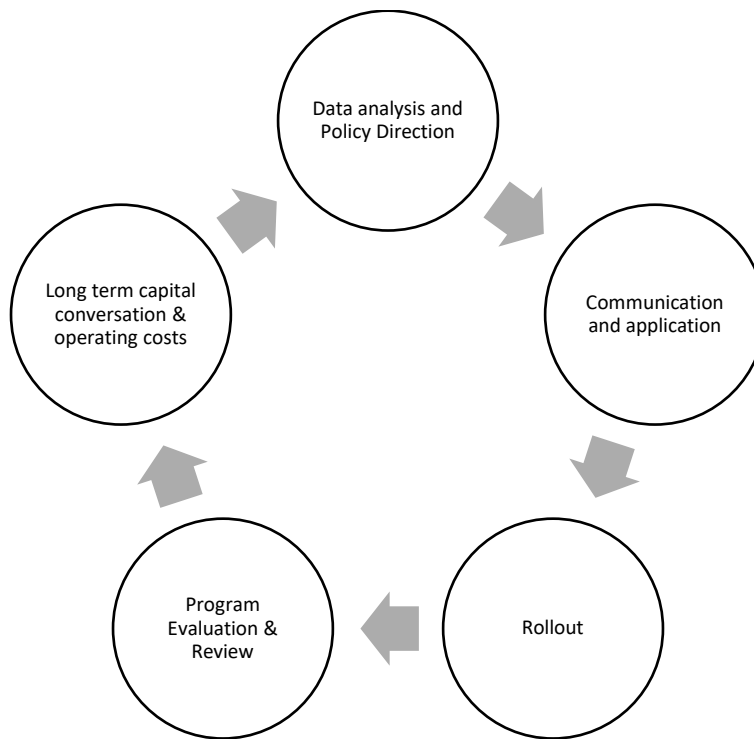 Data analysis and
Policy Direction
Communication
and application
Rollout
Program
Evaluation &
Review
Long term capital
conversation &
operating costs